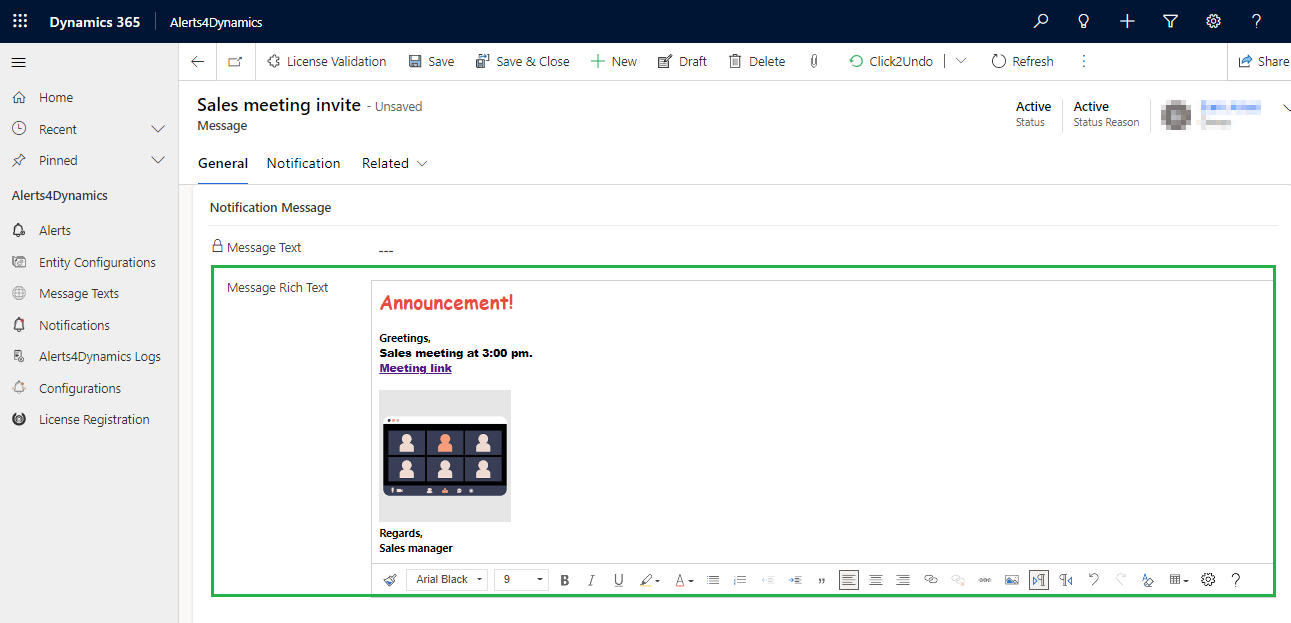 Dynamics 365 Alerts4Dynamics
License Validation Save Save & Close New Draft Delete Click2Undo Refresh Share
Home
Recent
Pinned
Alerts4Dynamics
Alerts
Entity Configurations
Message Texts
Notifications
Alerts4Dynamics Logs
Configurations
License Registration
Sales meeting invite - Unsaved
Message
Active
Status
Active
Status Reason
General Notification Related
Notification Message
Message Text ---
Message Rich Text
Announcement!
Greetings,
Sales meeting at 3:00 pm.
Meeting link
Regards,
Sales manager
Arial Black 9 B I U A